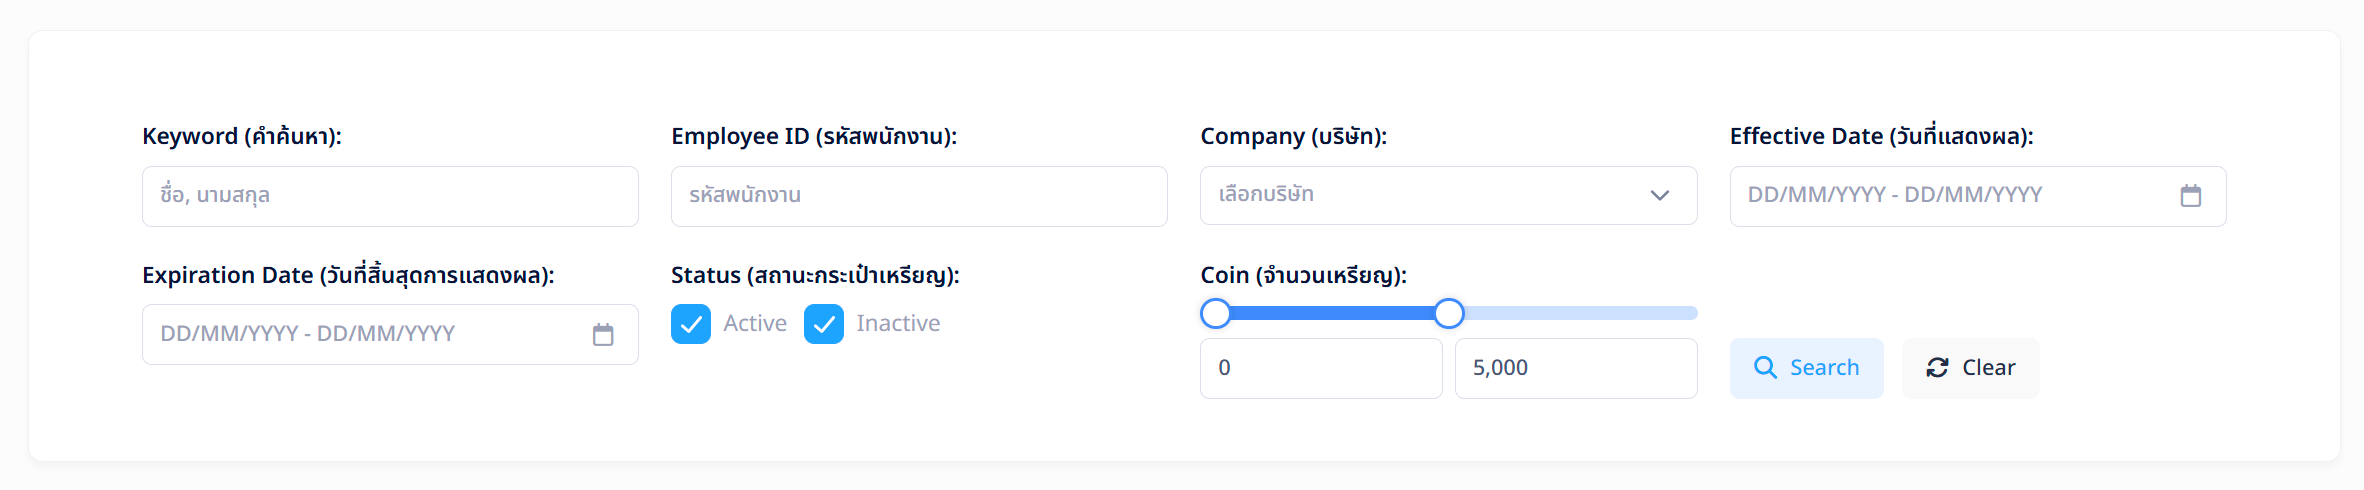 Keyword (คำค้นหา):
ชื่อ, นามสกุล
Employee ID (รหัสพนักงาน):
รหัสพนักงาน
Company (บริษัท):
เลือกบริษัท
Effective Date (วันที่แสดงผล):
DD/MM/YYYY - DD/MM/YYYY
Expiration Date (วันที่สิ้นสุดการแสดงผล):
DD/MM/YYYY - DD/MM/YYYY
Status (สถานะกระเป๋าเหรียญ):
Active
Inactive
Coin (จำนวนเหรียญ):
0
5,000
Search
Clear